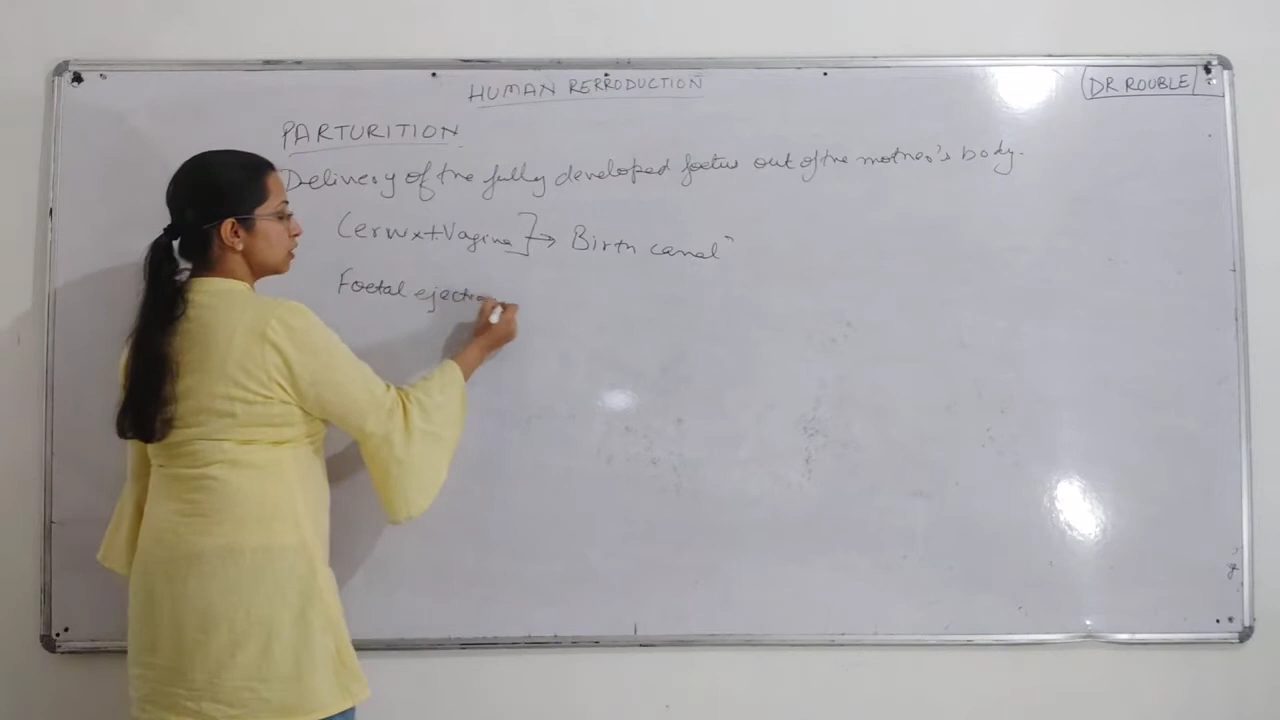 HUMAN REPRODUCTION
DR ROUBLE
PARTURITION
Delivery of the fully developed foetus out of the mother's body.
Cervix + Vagina } → Birth canal"
Foetal ejectio